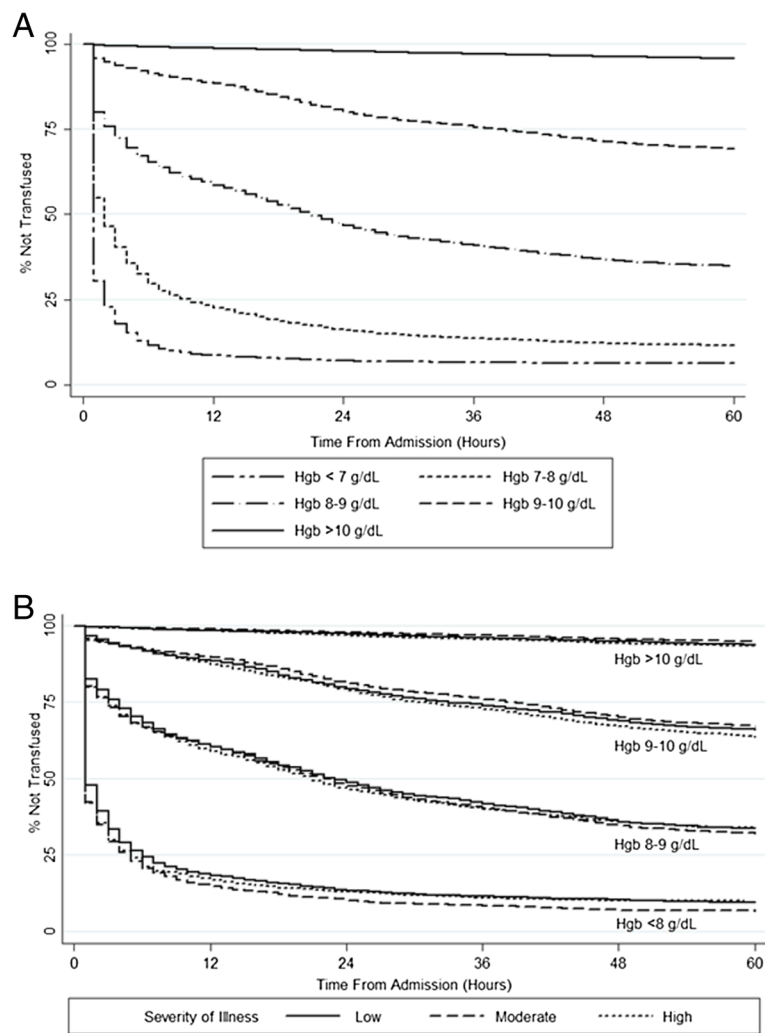 A
100
75
50
25
0
% Not Transfused
0 12 24 36 48 60
Time From Admission (Hours)
Hgb < 7 g/dL Hgb 7-8 g/dL
Hgb 8-9 g/dL Hgb 9-10 g/dL
Hgb >10 g/dL
B
100
75
50
25
0
% Not Transfused
Hgb >10 g/dL
Hgb 9-10 g/dL
Hgb 8-9 g/dL
Hgb <8 g/dL
0 12 24 36 48 60
Time From Admission (Hours)
Severity of Illness Low Moderate High